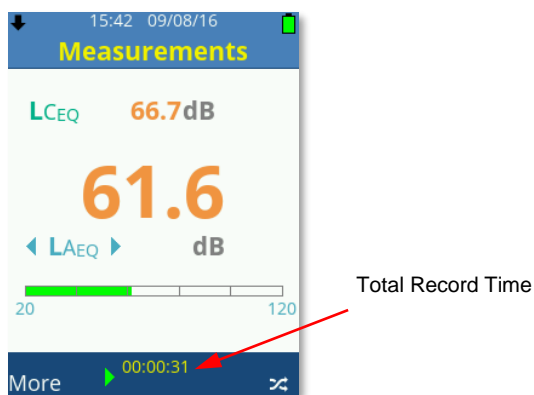 15:42 09/08/16
Measurements
LCEQ 66.7dB
61.6
LAEQ dB
20 120
Total Record Time
00:00:31
More